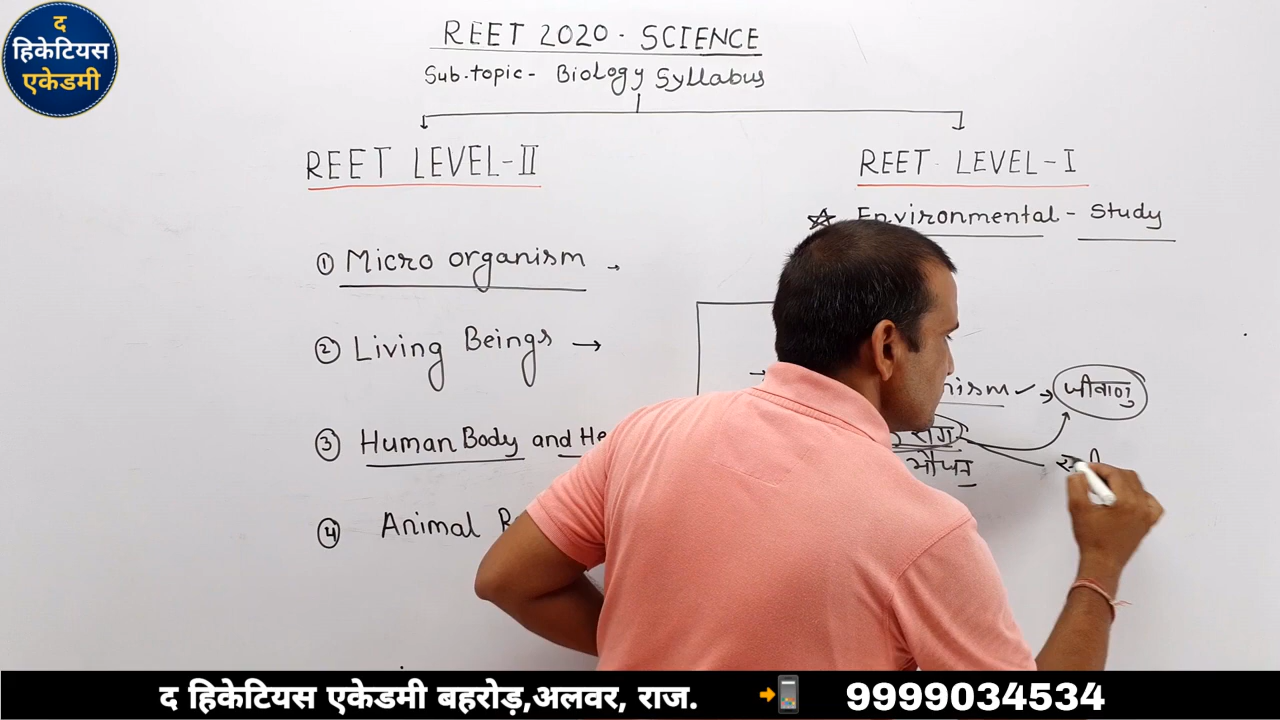 द
हिकेटियस
एकेडमी
REET 2020 - SCIENCE
Sub-topic - Biology Syllabus
REET LEVEL-II
① Micro organism →
② Living Beings →
③ Human Body and He
④ Animal R
REET LEVEL-I
☆ Environmental - Study
→
nism ✓ → जीवाणु
रोग
द हिकेटियस एकेडमी बहरोड़,अलवर, राज. 9999034534